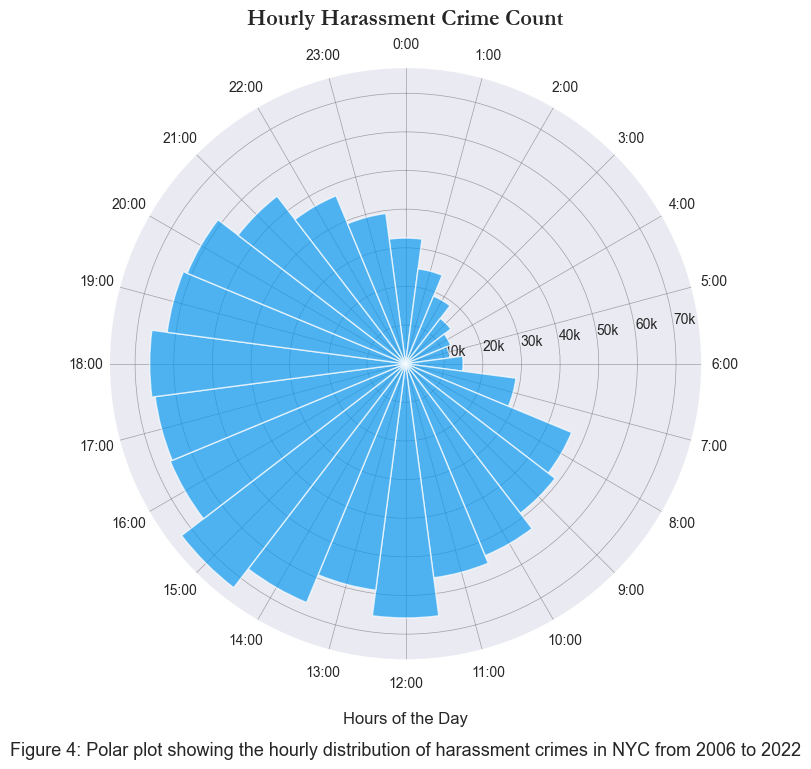 Hourly Harassment Crime Count
0:00
1:00
2:00
3:00
4:00
5:00
6:00
7:00
8:00
9:00
10:00
11:00
12:00
13:00
14:00
15:00
16:00
17:00
18:00
19:00
20:00
21:00
22:00
23:00
20k
30k
40k
50k
60k
70k
Hours of the Day
Figure 4: Polar plot showing the hourly distribution of harassment crimes in NYC from 2006 to 2022